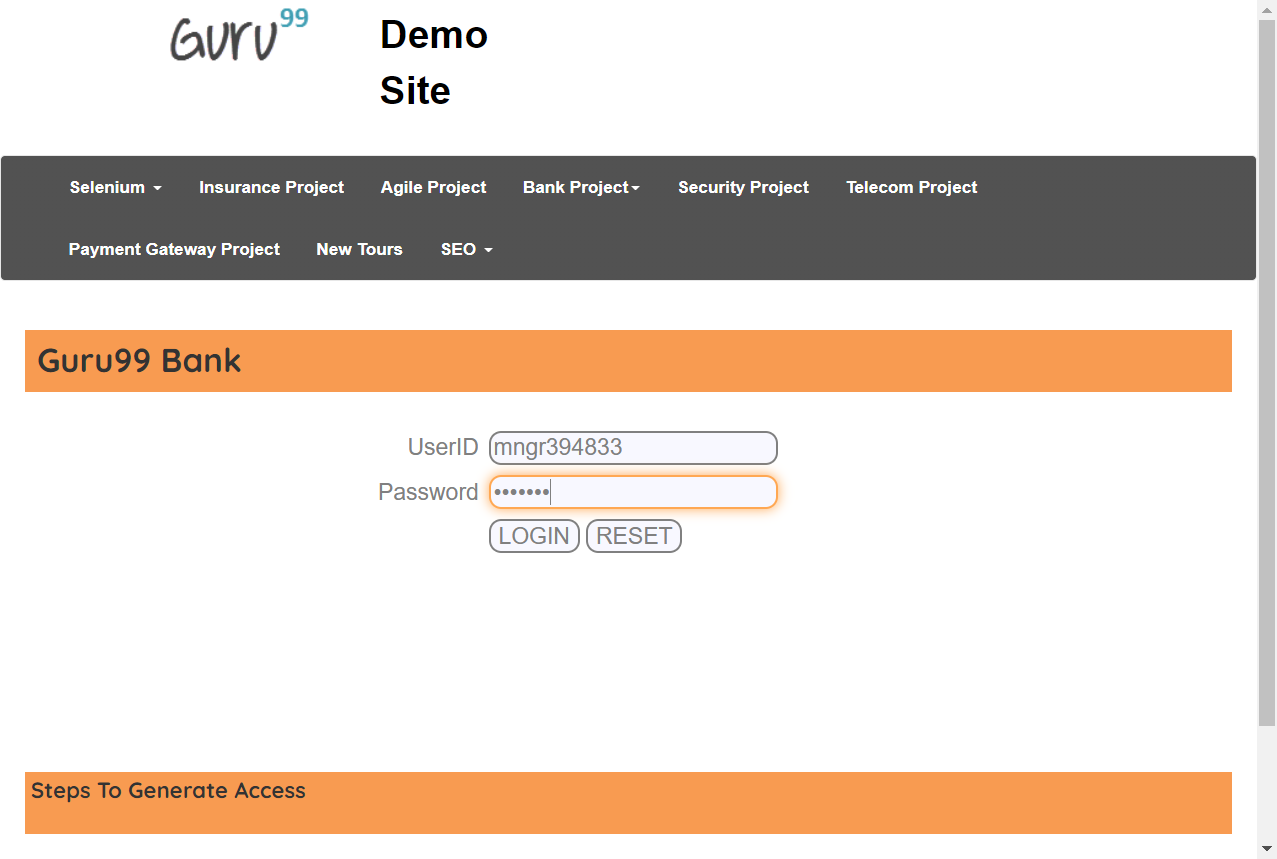 Guru99
Demo
Site
Selenium Insurance Project Agile Project Bank Project Security Project Telecom Project
Payment Gateway Project New Tours SEO
Guru99 Bank
UserID mngr394833
Password •••••••
LOGIN RESET
Steps To Generate Access